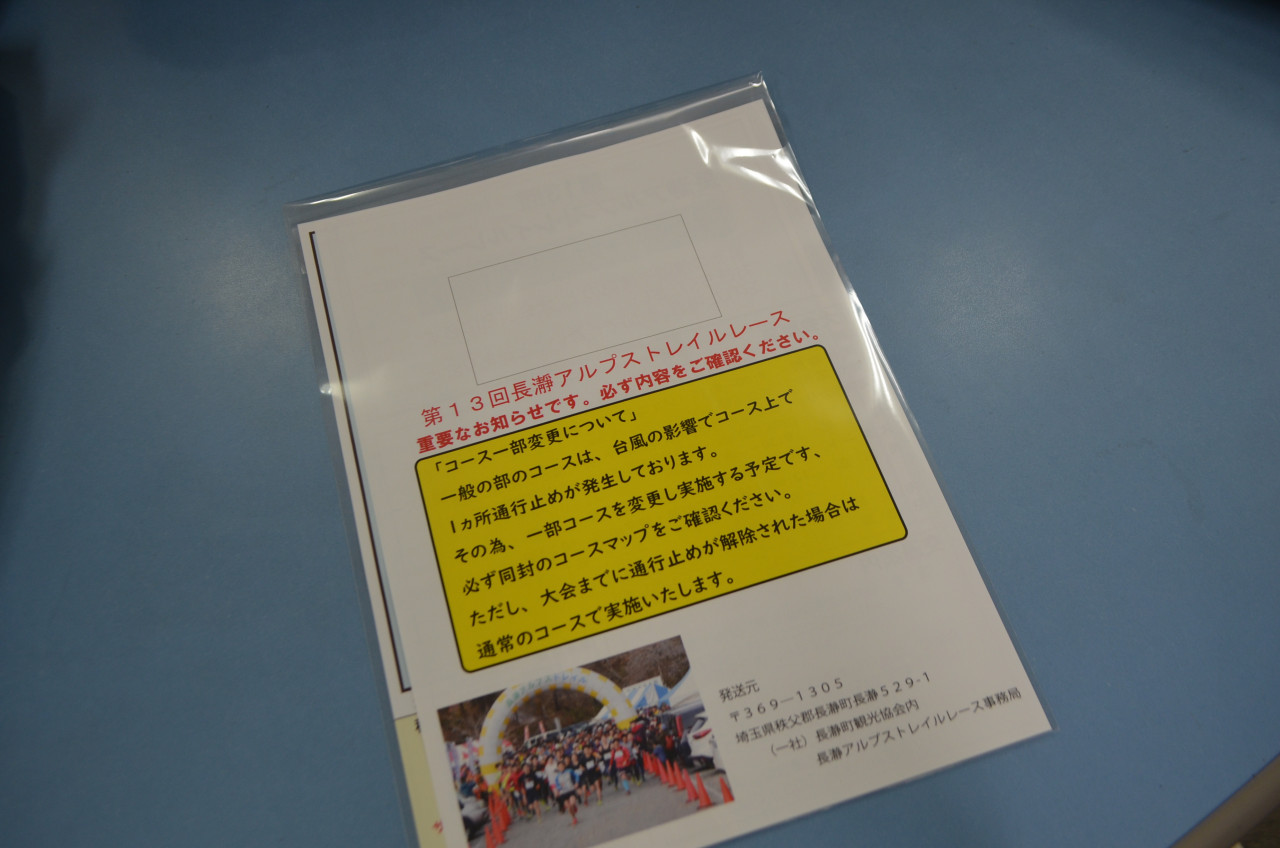 第１３回長瀞アルプストレイルレース
重要なお知らせです。必ず内容をご確認ください。
「コース一部変更について」
一般の部のコースは、台風の影響でコース上で
1ヵ所通行止めが発生しております。
その為、一部コースを変更し実施する予定です、
必ず同封のコースマップをご確認ください。
ただし、大会までに通行止めが解除された場合は
通常のコースで実施いたします。
発送元
〒３６９―１３０５
埼玉県秩父郡長瀞町長瀞５２９-1
（一社）長瀞町観光協会内
長瀞アルプストレイルレース事務局